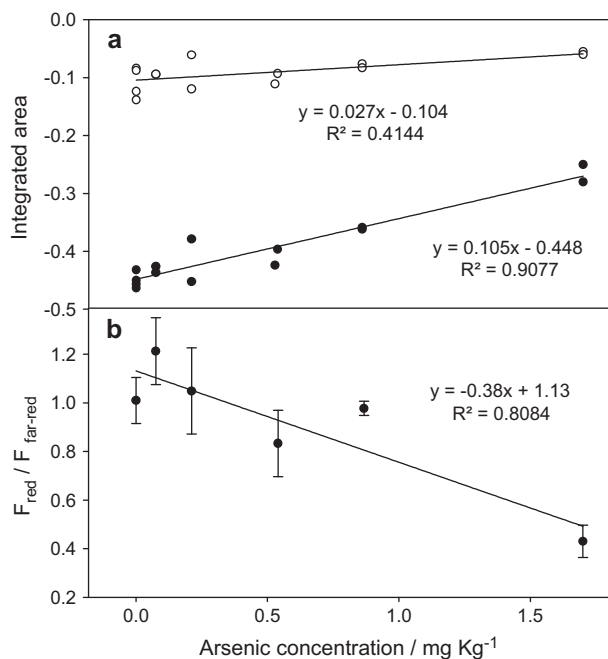 a
0.0
-0.1
-0.2
-0.3
-0.4
-0.5
Integrated area
y = 0.027x - 0.104
R² = 0.4144
y = 0.105x - 0.448
R² = 0.9077
b
1.2
1.0
0.8
0.6
0.4
0.2
F red / F far-red
y = -0.38x + 1.13
R² = 0.8084
0.0 0.5 1.0 1.5
Arsenic concentration / mg Kg⁻¹